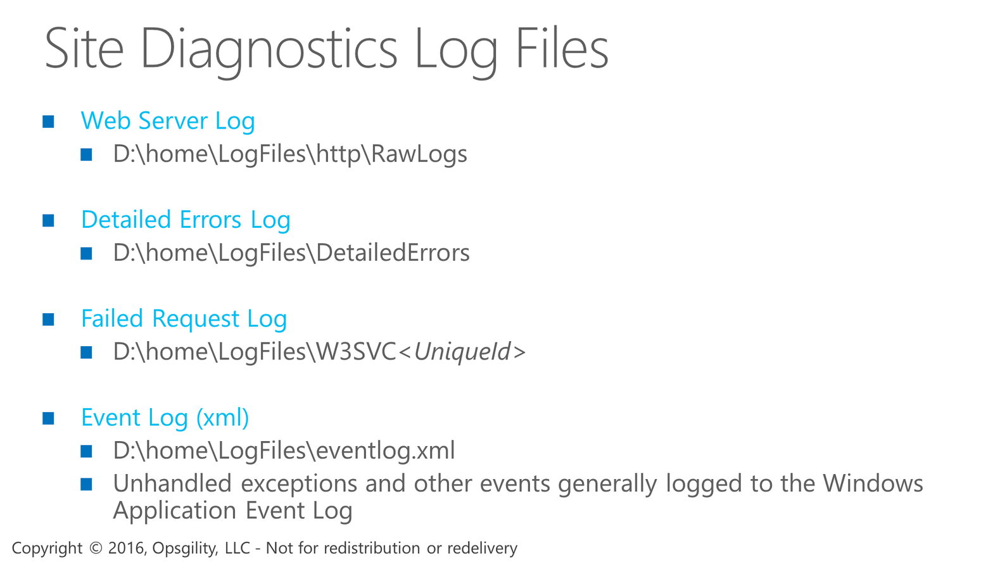 Site Diagnostics Log Files
Web Server Log
D:\home\LogFiles\http\RawLogs
Detailed Errors Log
D:\home\LogFiles\DetailedErrors
Failed Request Log
D:\home\LogFiles\W3SVC<UniqueId>
Event Log (xml)
D:\home\LogFiles\eventlog.xml
Unhandled exceptions and other events generally logged to the Windows
Application Event Log
Copyright © 2016, Opsgility, LLC - Not for redistribution or redelivery